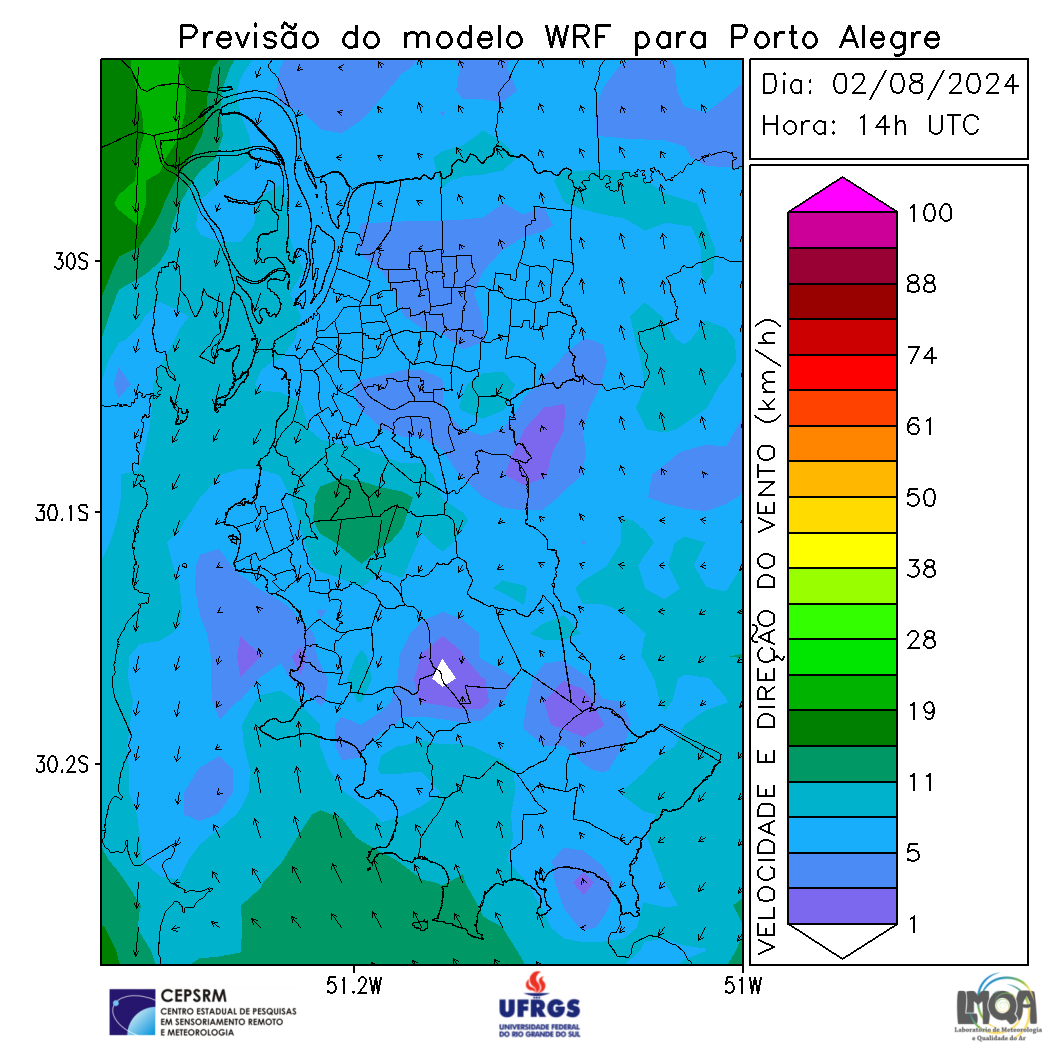 Previsão do modelo WRF para Porto Alegre
Dia: 02/08/2024
Hora: 14h UTC
30S
30.1S
30.2S
51.2W
51W
VELOCIDADE E DIREÇÃO DO VENTO (km/h)
100
88
74
61
50
38
28
19
11
5
1
CEPSRM
CENTRO ESTADUAL DE PESQUISAS
EM SENSORIAMENTO REMOTO
E METEOROLOGIA
UFRGS
UNIVERSIDADE FEDERAL
DO RIO GRANDE DO SUL
LMQA
Laboratório de Meteorologia
e Qualidade do Ar